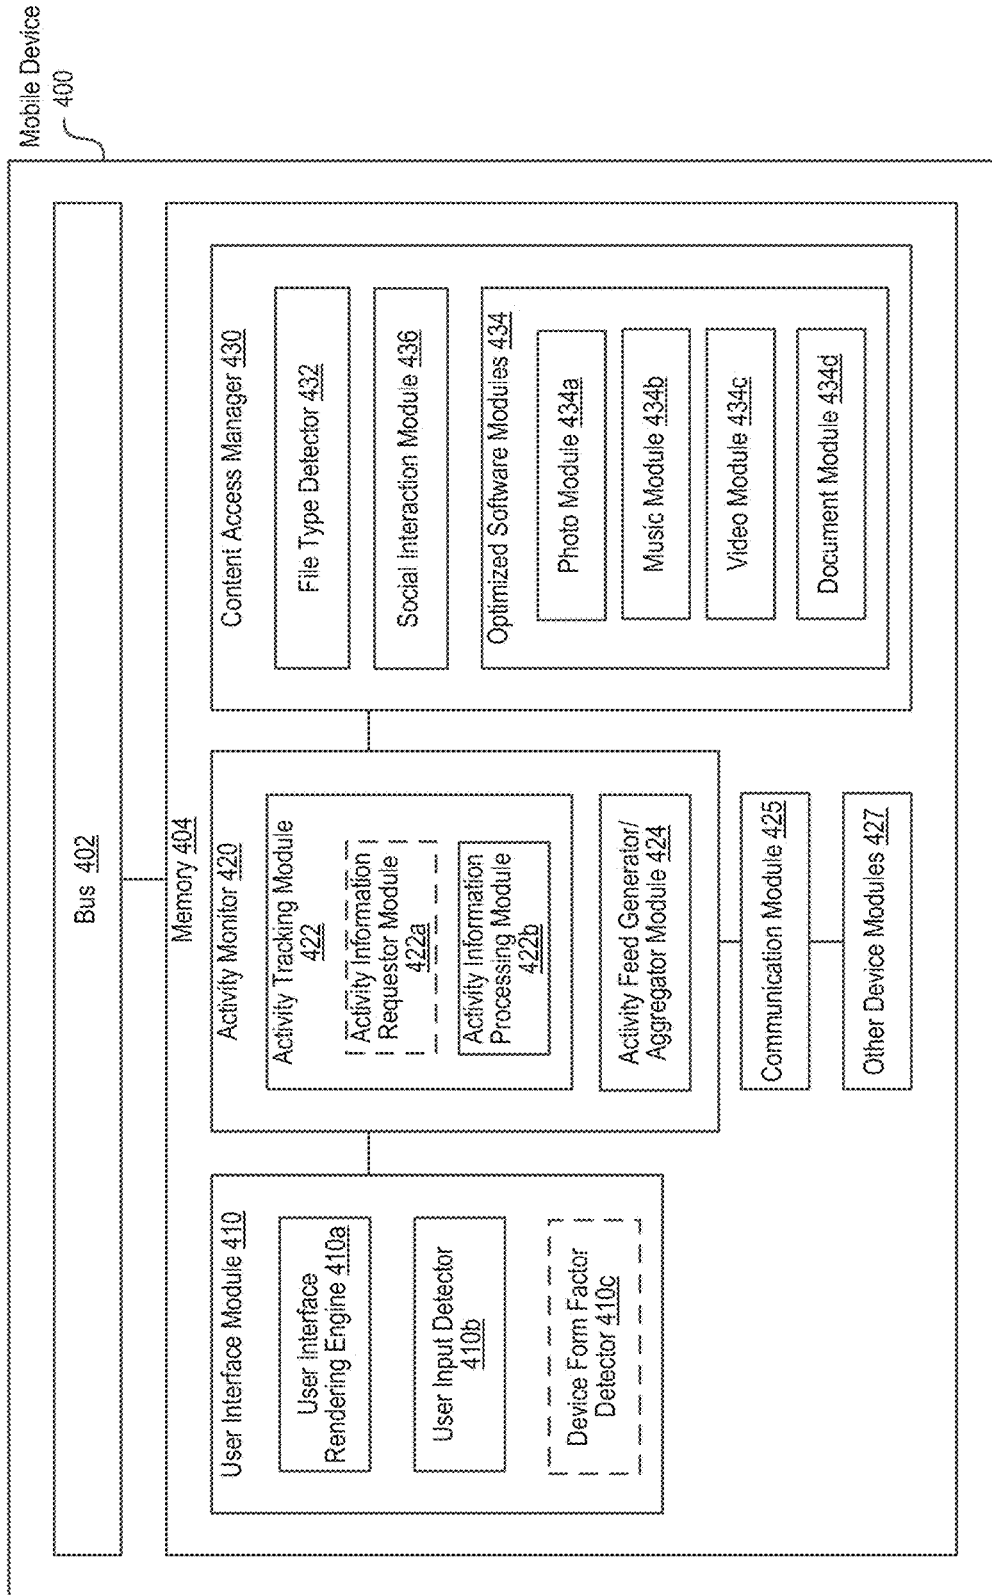 Mobile Device
400
Bus 402
Memory 404
User Interface Module 410
User Interface
Rendering Engine 410a
User Input Detector
410b
Device Form Factor
Detector 410c
Activity Monitor 420
Activity Tracking Module
422
Activity Information
Requestor Module
422a
Activity Information
Processing Module
422b
Activity Feed Generator/
Aggregator Module 424
Communication Module 425
Other Device Modules 427
Content Access Manager 430
File Type Detector 432
Social Interaction Module 436
Optimized Software Modules 434
Photo Module 434a
Music Module 434b
Video Module 434c
Document Module 434d